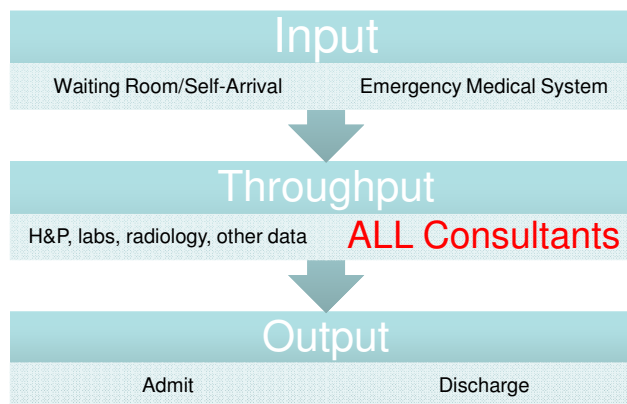 Input
Waiting Room/Self-Arrival Emergency Medical System
Throughput
H&P, labs, radiology, other data ALL Consultants
Output
Admit Discharge